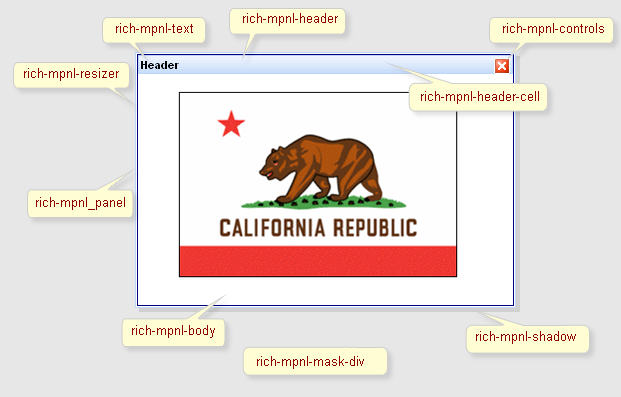 rich-mpnl-text
rich-mpnl-header
rich-mpnl-controls
rich-mpnl-resizer
Header
rich-mpnl-header-cell
rich-mpnl_panel
CALIFORNIA REPUBLIC
rich-mpnl-body
rich-mpnl-shadow
rich-mpnl-mask-div